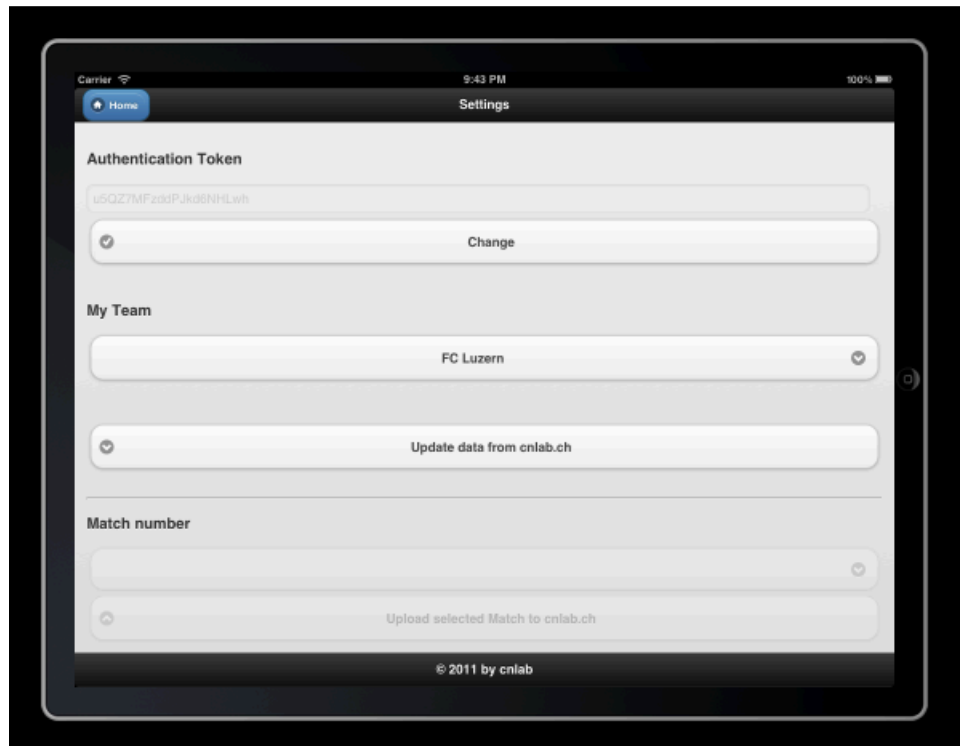 Carrier 9:43 PM 100%
Home Settings
Authentication Token
u5QZ7MFzddPJkd6NHLwh
Change
My Team
FC Luzern
Update data from cnlab.ch
Match number
Upload selected Match to cnlab.ch
© 2011 by cnlab